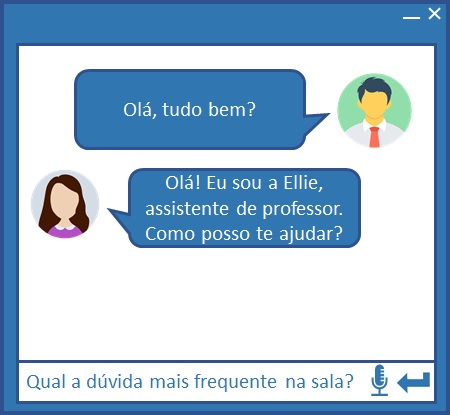 Olá, tudo bem?
Olá! Eu sou a Ellie,
assistente de professor.
Como posso te ajudar?
Qual a dúvida mais frequente na sala?